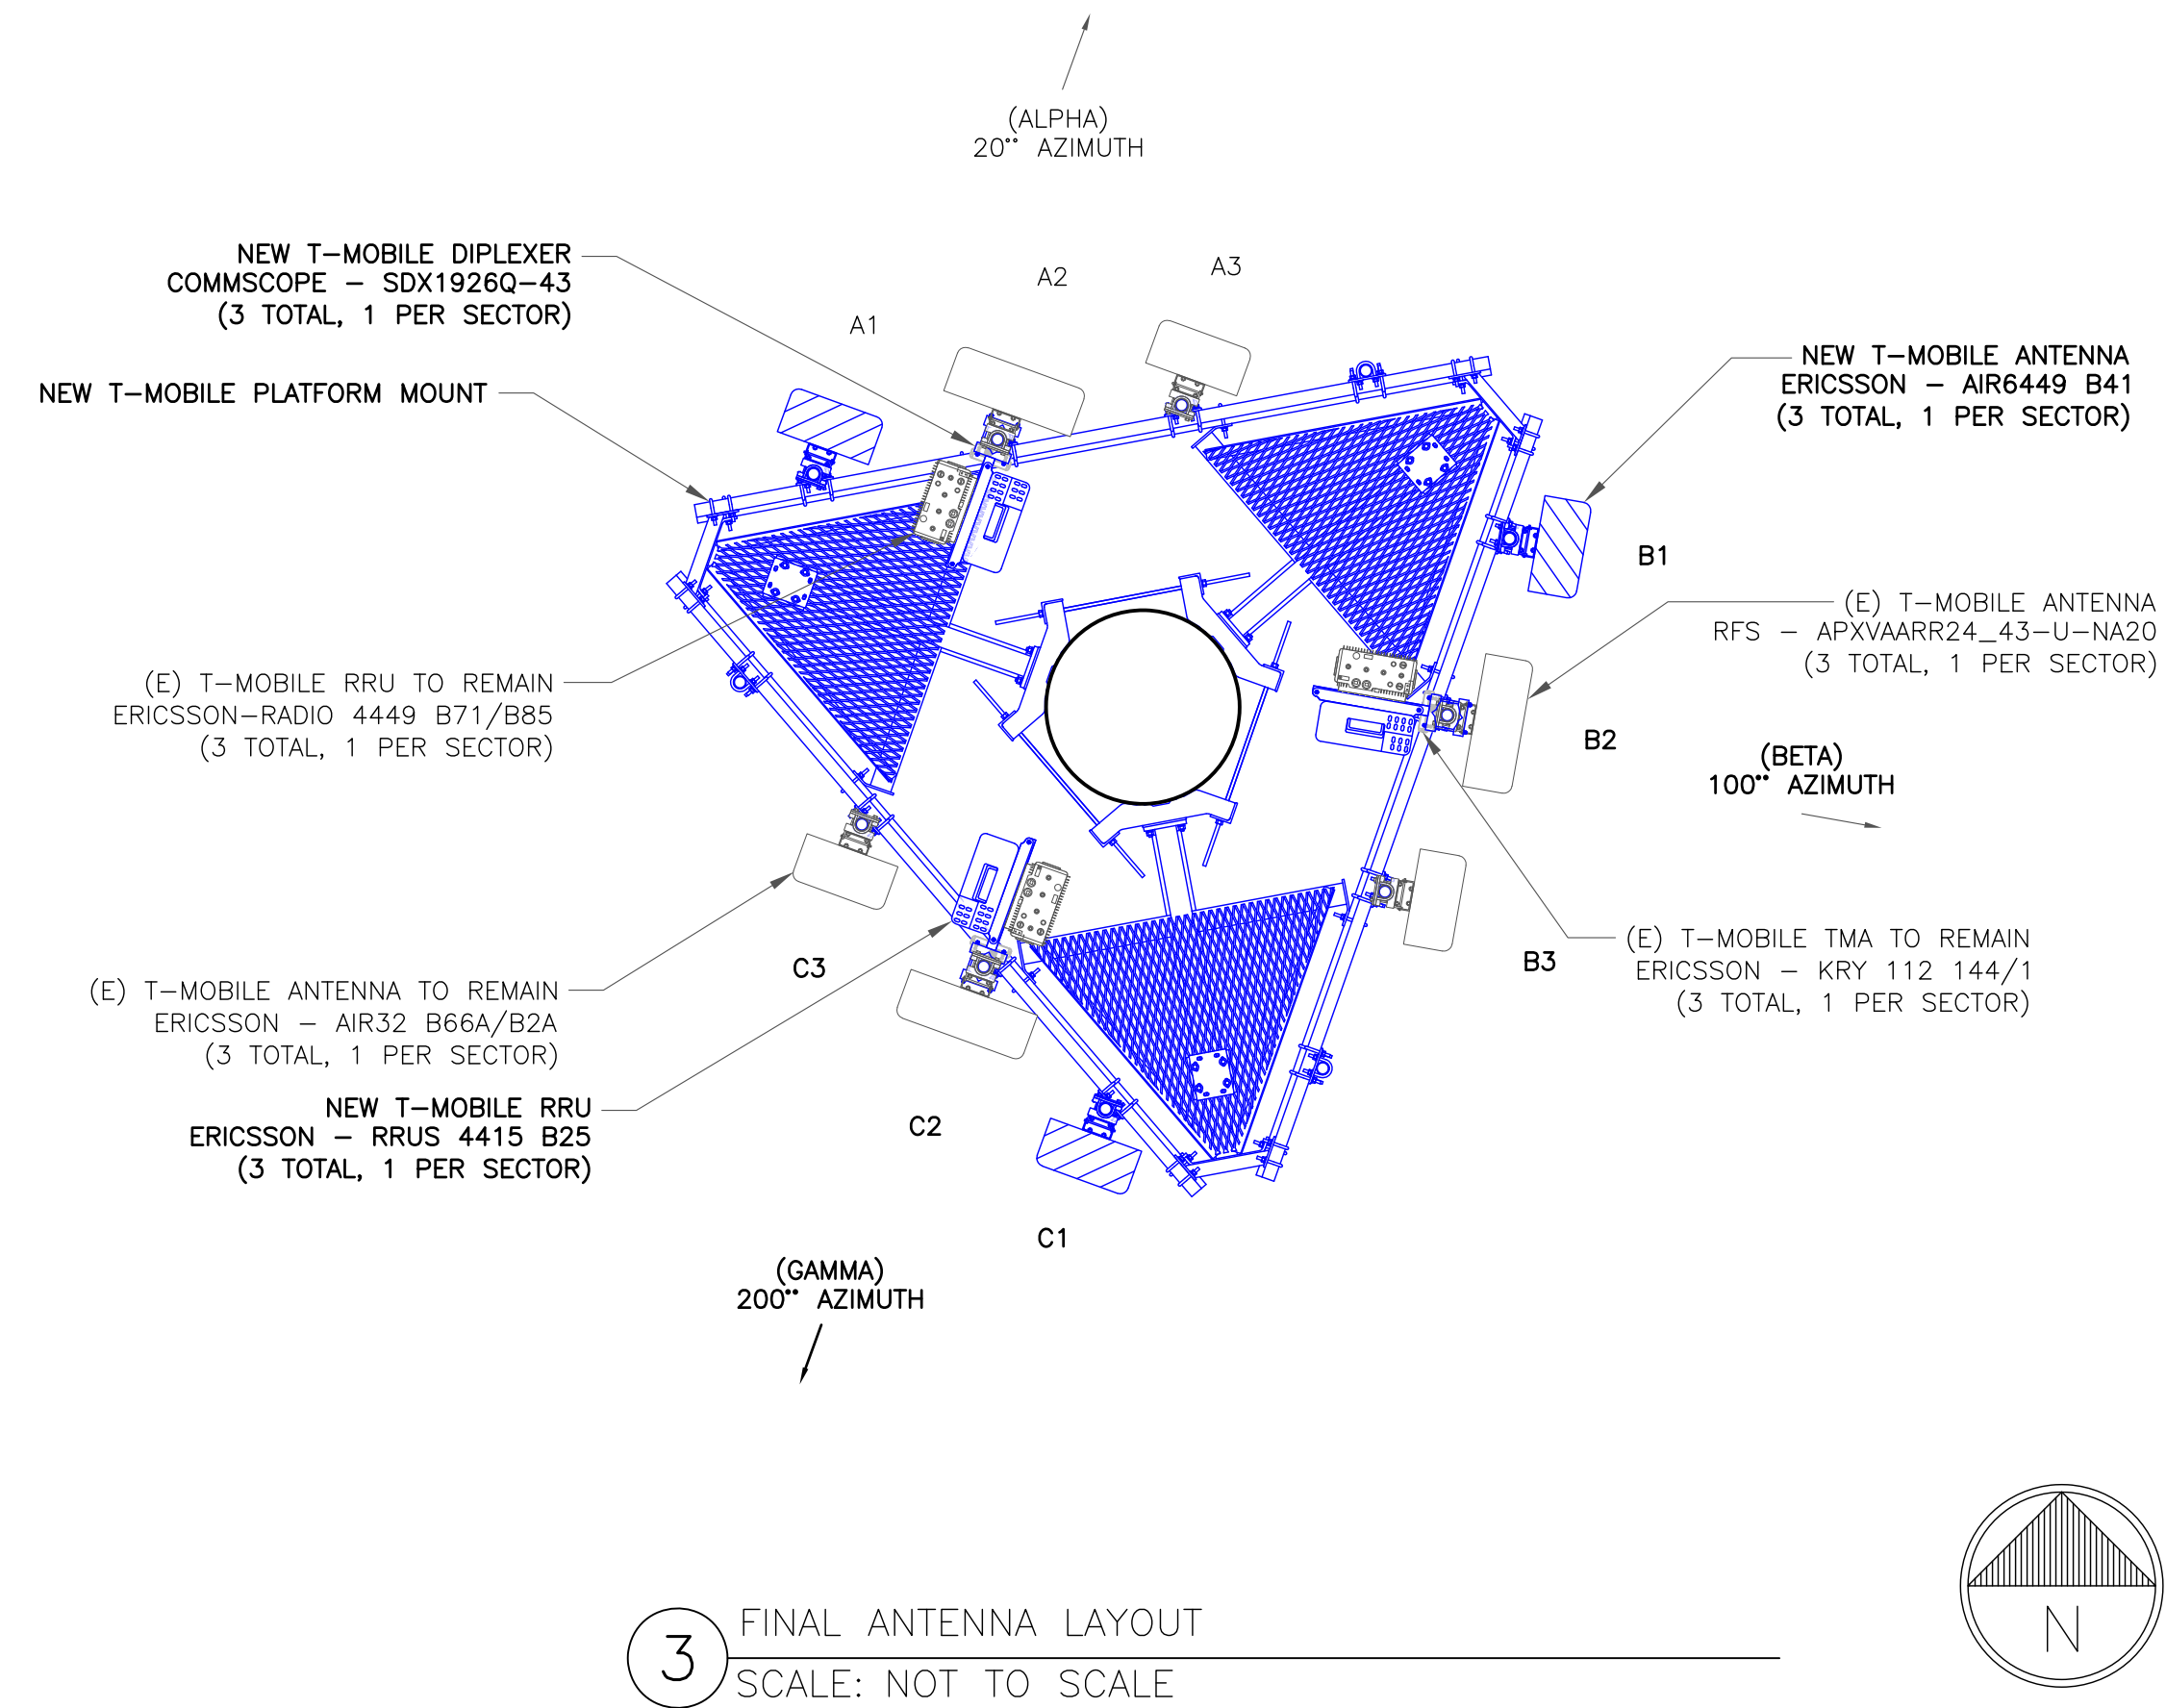 (ALPHA)
20°° AZIMUTH
NEW T-MOBILE DIPLEXER
COMMSCOPE - SDX1926Q-43
(3 TOTAL, 1 PER SECTOR)
A1
A2
A3
NEW T-MOBILE PLATFORM MOUNT
NEW T-MOBILE ANTENNA
ERICSSON - AIR6449 B41
(3 TOTAL, 1 PER SECTOR)
B1
(E) T-MOBILE ANTENNA
RFS - APXVAARR24_43-U-NA20
(3 TOTAL, 1 PER SECTOR)
(E) T-MOBILE RRU TO REMAIN
ERICSSON-RADIO 4449 B71/B85
(3 TOTAL, 1 PER SECTOR)
B2
(BETA)
100°° AZIMUTH
B3
(E) T-MOBILE TMA TO REMAIN
ERICSSON - KRY 112 144/1
(3 TOTAL, 1 PER SECTOR)
C3
(E) T-MOBILE ANTENNA TO REMAIN
ERICSSON - AIR32 B66A/B2A
(3 TOTAL, 1 PER SECTOR)
NEW T-MOBILE RRU
ERICSSON - RRUS 4415 B25
(3 TOTAL, 1 PER SECTOR)
C2
C1
(GAMMA)
200°° AZIMUTH
3
FINAL ANTENNA LAYOUT
SCALE: NOT TO SCALE
N